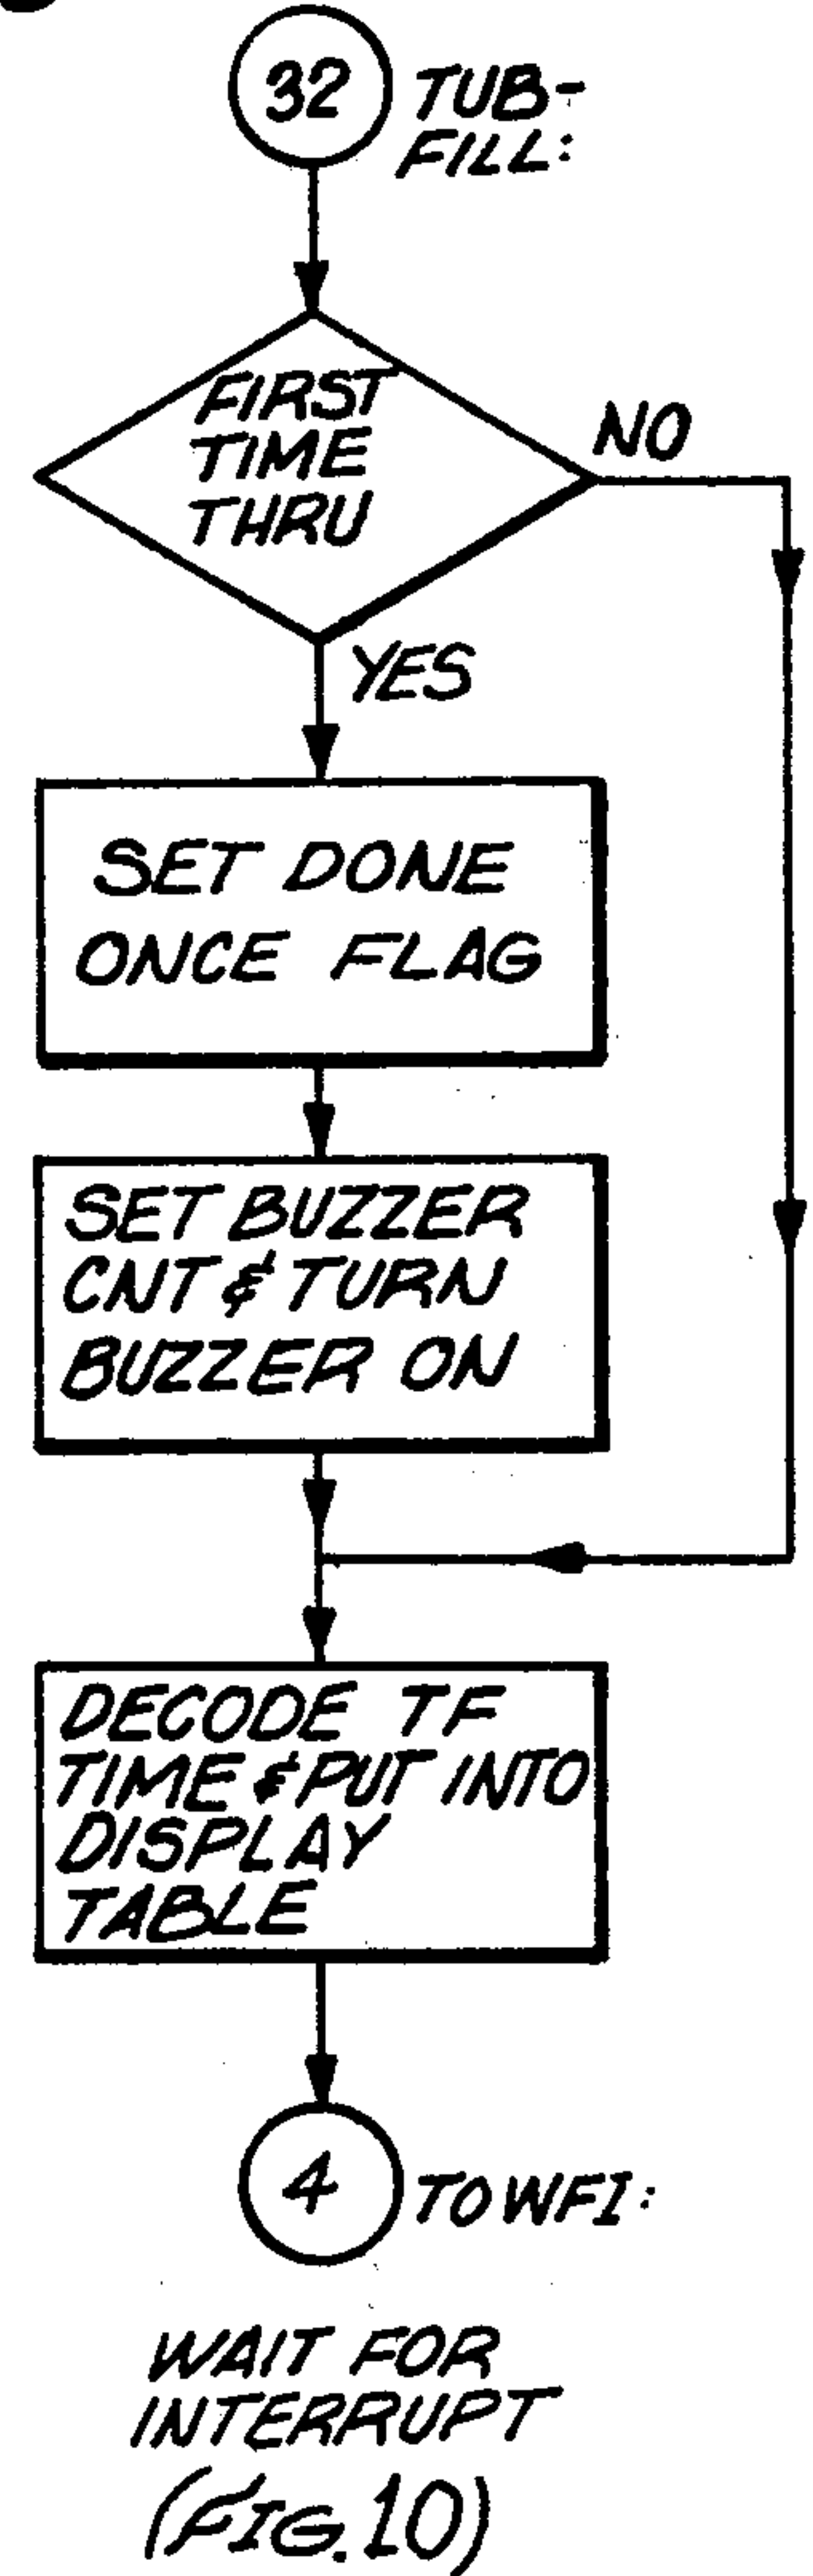 32 TUB-
FILL:
FIRST
TIME
THRU
NO
YES
SET DONE
ONCE FLAG
SET BUZZER
CNT & TURN
BUZZER ON
DECODE TF
TIME & PUT INTO
DISPLAY
TABLE
4 TO WFI:
WAIT FOR
INTERRUPT
(FIG. 10)